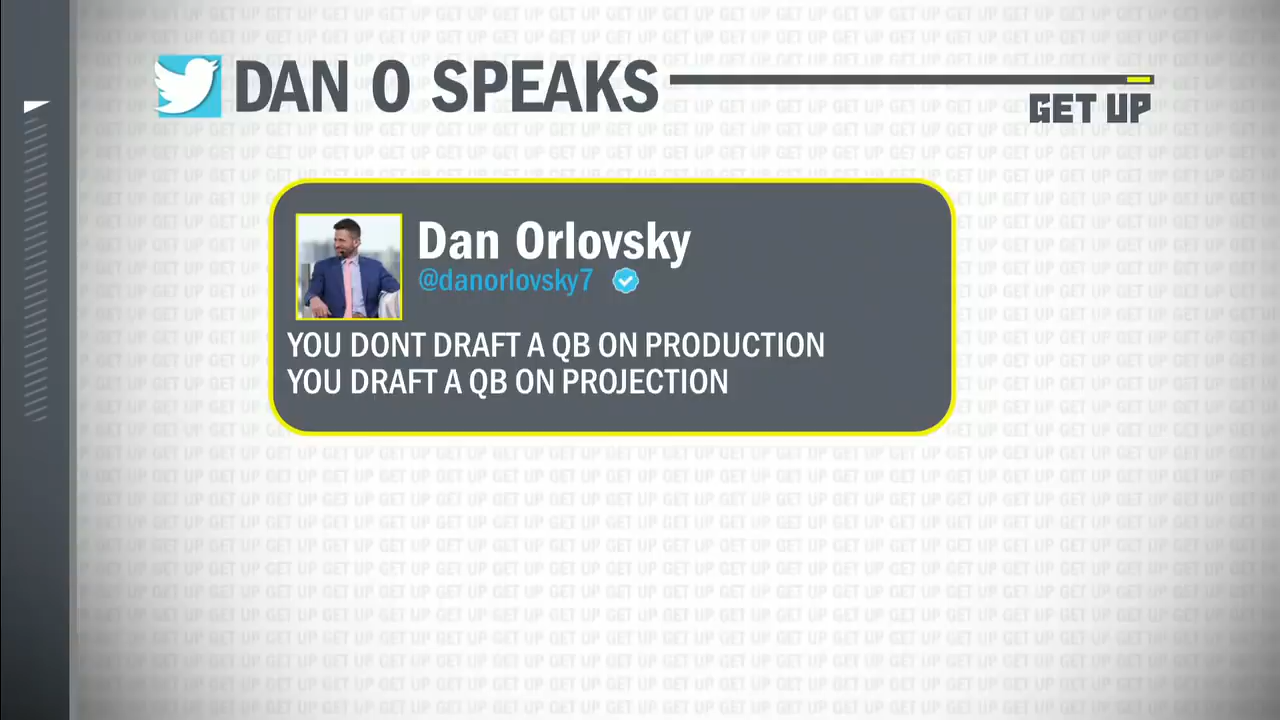 DAN O SPEAKS
GET UP
Dan Orlovsky
@danorlovsky7
YOU DONT DRAFT A QB ON PRODUCTION
YOU DRAFT A QB ON PROJECTION